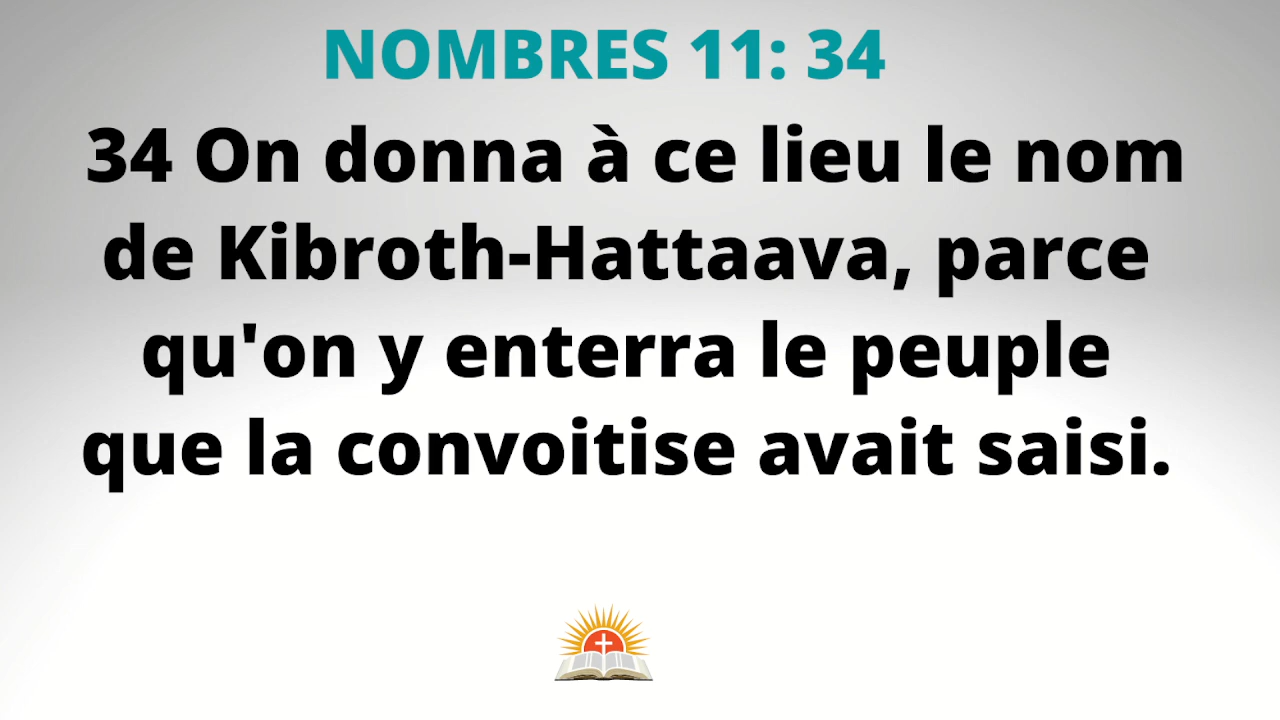 NOMBRES 11: 34
34 On donna à ce lieu le nom
de Kibroth-Hattaava, parce
qu'on y enterra le peuple
que la convoitise avait saisi.